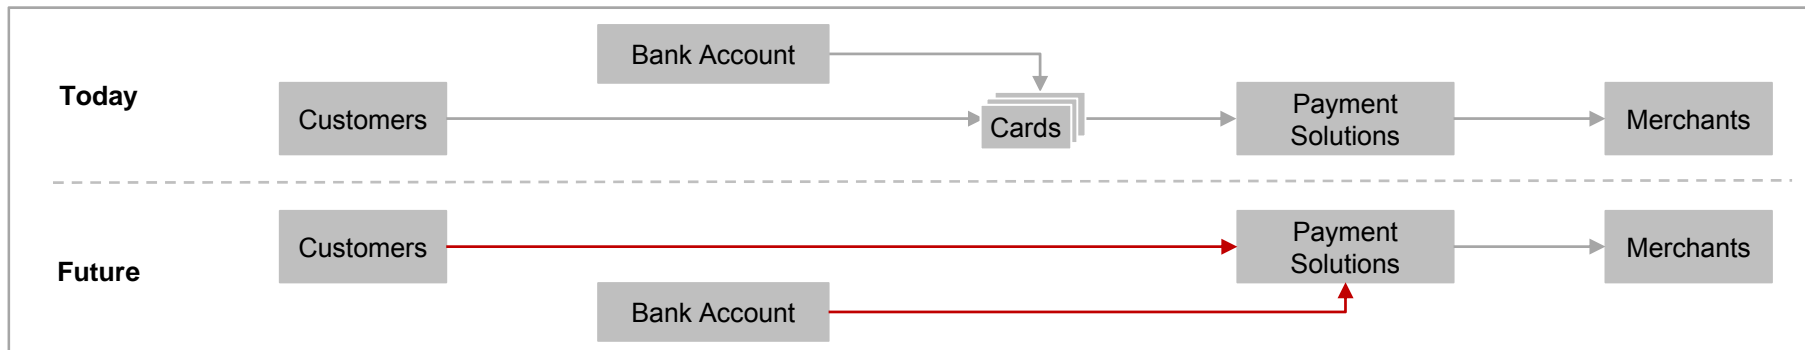 Bank Account
Today
Customers
Cards
Payment
Solutions
Merchants
Customers
Payment
Solutions
Merchants
Future
Bank Account